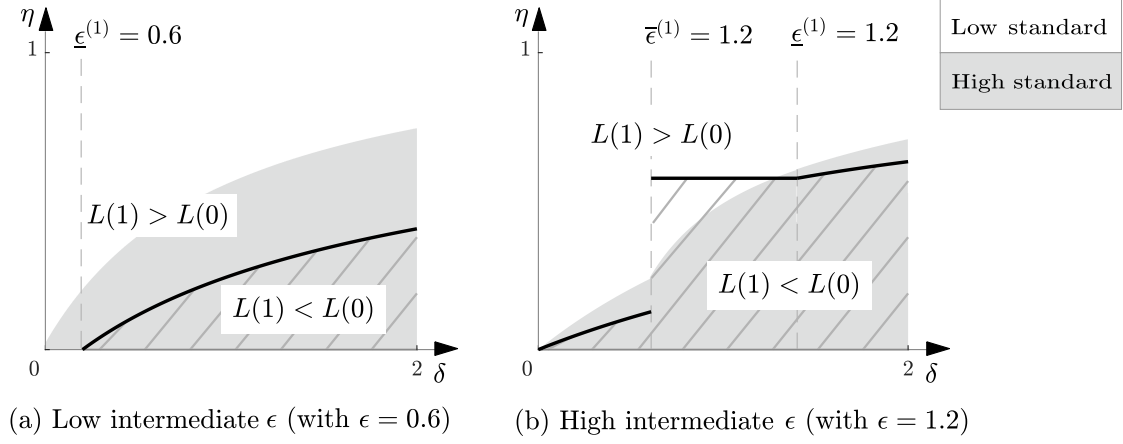 η
1
ϵ̲⁽¹⁾ = 0.6
L(1) > L(0)
L(1) < L(0)
0
2
δ
(a) Low intermediate ϵ (with ϵ = 0.6)
η
1
ϵ̅⁽¹⁾ = 1.2
ϵ̲⁽¹⁾ = 1.2
L(1) > L(0)
L(1) < L(0)
0
2
δ
(b) High intermediate ϵ (with ϵ = 1.2)
Low standard
High standard